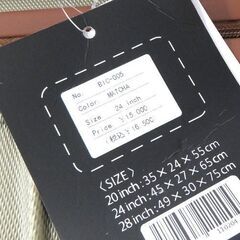 No. BIC-005
Color MATCHA
Size 24 inch
Price ¥15,000
(税込) ¥16,500
〈SIZE〉
20 inch:35×24×55cm
24 inch:45×27×65cm
28 inch:49×30×75cm